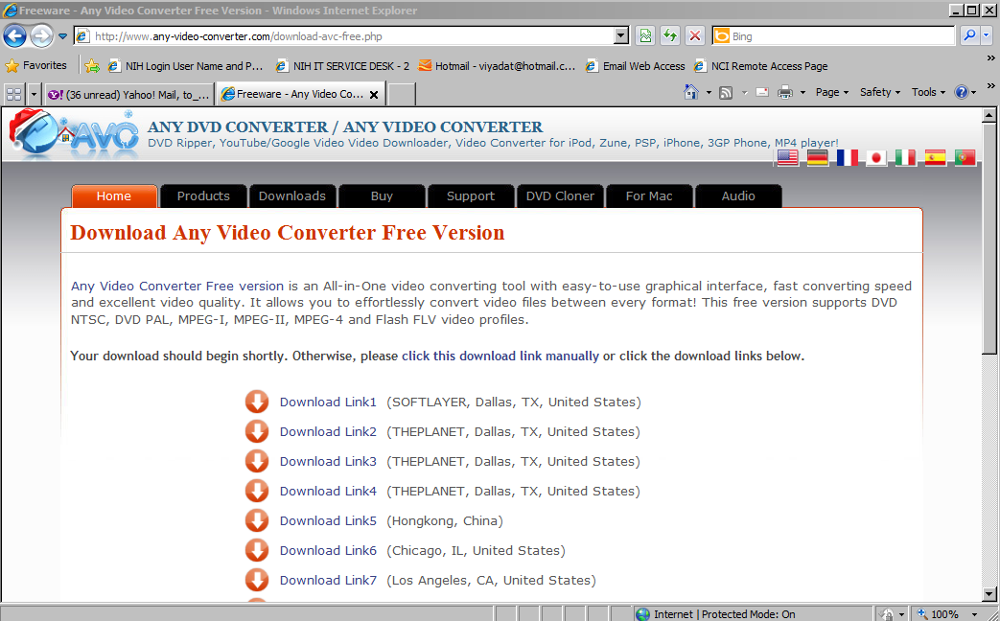 Freeware - Any Video Converter Free Version - Windows Internet Explorer
http://www.any-video-converter.com/download-avc-free.php
Bing
Favorites
NIH Login User Name and P...
NIH IT SERVICE DESK - 2
Hotmail - viyadat@hotmail.c...
Email Web Access
NCI Remote Access Page
(36 unread) Yahoo! Mail, to_...
Freeware - Any Video Co...
Page
Safety
Tools
AVC
ANY DVD CONVERTER / ANY VIDEO CONVERTER
DVD Ripper, YouTube/Google Video Video Downloader, Video Converter for iPod, Zune, PSP, iPhone, 3GP Phone, MP4 player!
Home
Products
Downloads
Buy
Support
DVD Cloner
For Mac
Audio
Download Any Video Converter Free Version
Any Video Converter Free version is an All-in-One video converting tool with easy-to-use graphical interface, fast converting speed
and excellent video quality. It allows you to effortlessly convert video files between every format! This free version supports DVD
NTSC, DVD PAL, MPEG-I, MPEG-II, MPEG-4 and Flash FLV video profiles.
Your download should begin shortly. Otherwise, please click this download link manually or click the download links below.
Download Link1 (SOFTLAYER, Dallas, TX, United States)
Download Link2 (THEPLANET, Dallas, TX, United States)
Download Link3 (THEPLANET, Dallas, TX, United States)
Download Link4 (THEPLANET, Dallas, TX, United States)
Download Link5 (Hongkong, China)
Download Link6 (Chicago, IL, United States)
Download Link7 (Los Angeles, CA, United States)
Internet | Protected Mode: On
100%